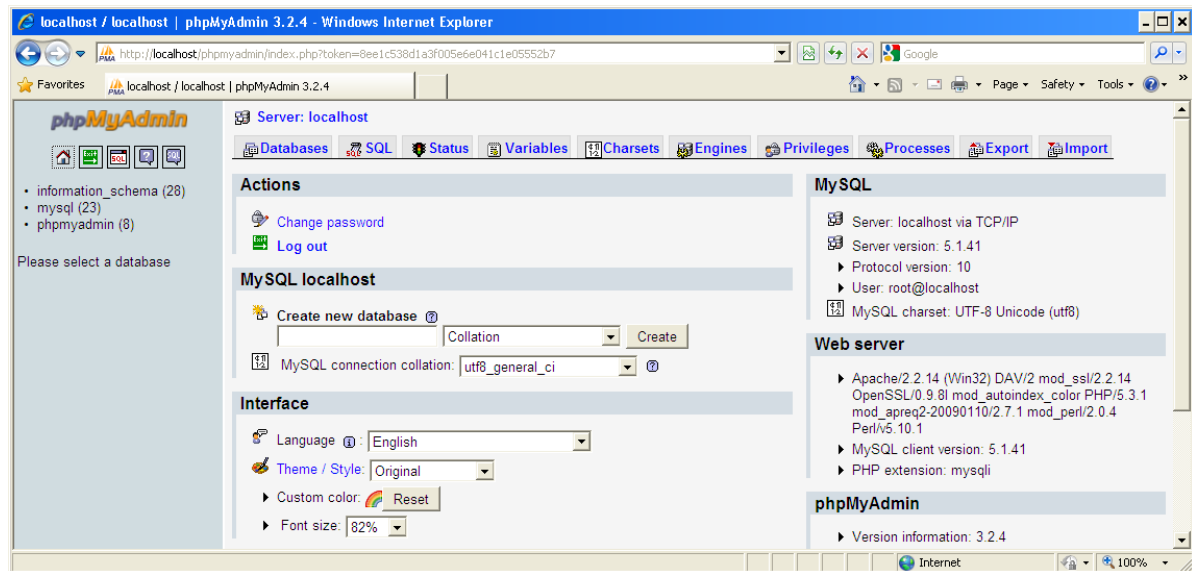 localhost / localhost | phpMyAdmin 3.2.4 - Windows Internet Explorer
http://localhost/phpmyadmin/index.php?token=8ee1c538d1a3f005e6e041c1e05552b7
Google
Favorites
localhost / localhost | phpMyAdmin 3.2.4
Page
Safety
Tools
phpMyAdmin
information_schema (28)
mysql (23)
phpmyadmin (8)
Please select a database
Server: localhost
Databases
SQL
Status
Variables
Charsets
Engines
Privileges
Processes
Export
Import
Actions
Change password
Log out
MySQL localhost
Create new database
Collation
Create
MySQL connection collation: utf8_general_ci
Interface
Language : English
Theme / Style: Original
Custom color: Reset
Font size: 82%
MySQL
Server: localhost via TCP/IP
Server version: 5.1.41
Protocol version: 10
User: root@localhost
MySQL charset: UTF-8 Unicode (utf8)
Web server
Apache/2.2.14 (Win32) DAV/2 mod_ssl/2.2.14
OpenSSL/0.9.8l mod_autoindex_color PHP/5.3.1
mod_apreq2-20090110/2.7.1 mod_perl/2.0.4
Perl/v5.10.1
MySQL client version: 5.1.41
PHP extension: mysqli
phpMyAdmin
Version information: 3.2.4
Internet
100%